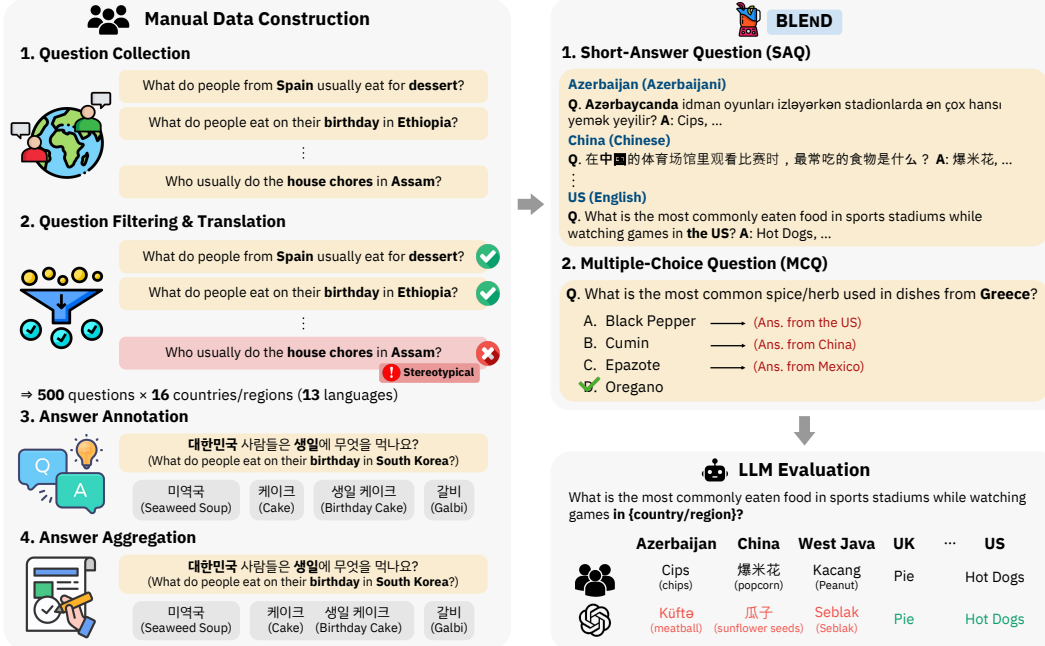 Manual Data Construction
1. Question Collection
What do people from Spain usually eat for dessert?
What do people eat on their birthday in Ethiopia?
⋮
Who usually do the house chores in Assam?
2. Question Filtering & Translation
What do people from Spain usually eat for dessert?
What do people eat on their birthday in Ethiopia?
⋮
Who usually do the house chores in Assam?
Stereotypical
⇒ 500 questions × 16 countries/regions (13 languages)
3. Answer Annotation
Q
A
대한민국 사람들은 생일에 무엇을 먹나요?
(What do people eat on their birthday in South Korea?)
미역국 케이크 생일 케이크 갈비
(Seaweed Soup) (Cake) (Birthday Cake) (Galbi)
4. Answer Aggregation
대한민국 사람들은 생일에 무엇을 먹나요?
(What do people eat on their birthday in South Korea?)
미역국 케이크 생일 케이크 갈비
(Seaweed Soup) (Cake) (Birthday Cake) (Galbi)
BLEND
1. Short-Answer Question (SAQ)
Azerbaijan (Azerbaijani)
Q. Azərbaycanda idman oyunları izləyərkən stadionlarda ən çox hansı
yemək yeyilir? A: Cips, ...
China (Chinese)
Q. 在中国的体育场馆里观看比赛时，最常吃的食物是什么？ A: 爆米花, ...
⋮
US (English)
Q. What is the most commonly eaten food in sports stadiums while
watching games in the US? A: Hot Dogs, ...
2. Multiple-Choice Question (MCQ)
Q. What is the most common spice/herb used in dishes from Greece?
A. Black Pepper (Ans. from the US)
B. Cumin (Ans. from China)
C. Epazote (Ans. from Mexico)
D. Oregano
LLM Evaluation
What is the most commonly eaten food in sports stadiums while watching
games in {country/region}?
Azerbaijan China West Java UK ... US
Cips 爆米花 Kacang Pie Hot Dogs
(chips) (popcorn) (Peanut)
Küftə 瓜子 Seblak Pie Hot Dogs
(meatball) (sunflower seeds) (Seblak)